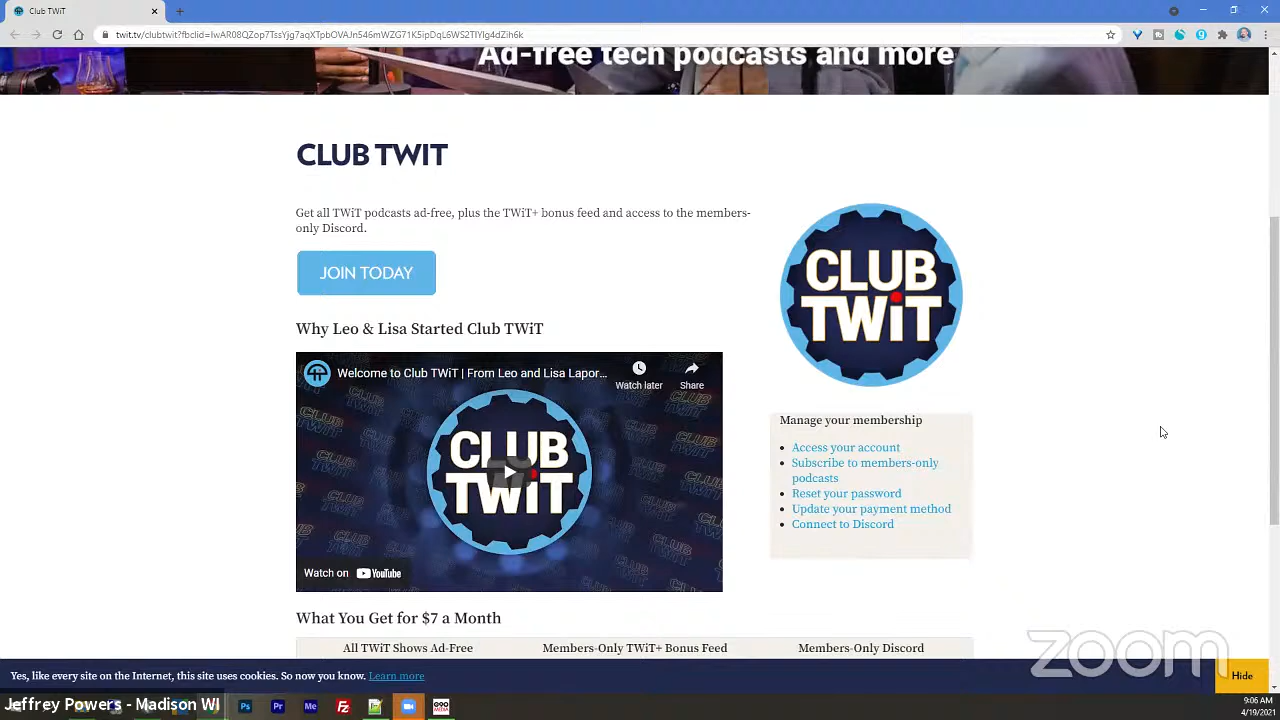 Club TWiT
twit.tv/clubtwit?fbclid=IwAR08QZop7TssYjg7aqXTpbOVAJn546mWZG71K5ipDqL6WS2TIYlg4dZih6k
Ad-free tech podcasts and more
CLUB TWIT
Get all TWiT podcasts ad-free, plus the TWiT+ bonus feed and access to the members-
only Discord.
JOIN TODAY
CLUB
TWiT
Why Leo & Lisa Started Club TWiT
Welcome to Club TWiT | From Leo and Lisa Lapor...
Watch later
Share
CLUB
TWiT
Watch on YouTube
Manage your membership
Access your account
Subscribe to members-only
podcasts
Reset your password
Update your payment method
Connect to Discord
What You Get for $7 a Month
All TWiT Shows Ad-Free
Members-Only TWiT+ Bonus Feed
Members-Only Discord
zoom
Yes, like every site on the Internet, this site uses cookies. So now you know. Learn more
Hide
Jeffrey Powers - Madison WI
Ps
Pr
Me
Fz
9:06 AM
4/19/2021